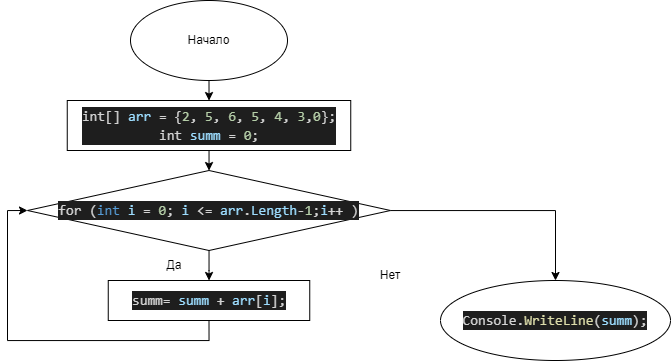 Начало
int[] arr = {2, 5, 6, 5, 4, 3,0};
int summ = 0;
for (int i = 0; i <= arr.Length-1;i++ )
Да
Нет
summ= summ + arr[i];
Console.WriteLine(summ);